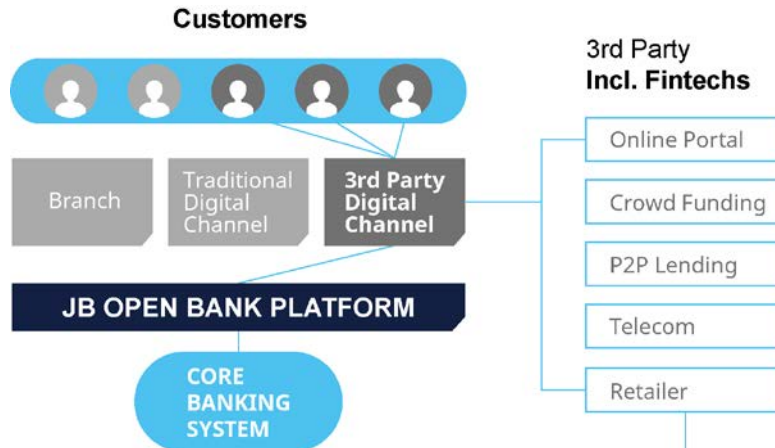 Customers
Branch
Traditional
Digital
Channel
3rd Party
Digital
Channel
JB OPEN BANK PLATFORM
CORE
BANKING
SYSTEM
3rd Party
Incl. Fintechs
Online Portal
Crowd Funding
P2P Lending
Telecom
Retailer